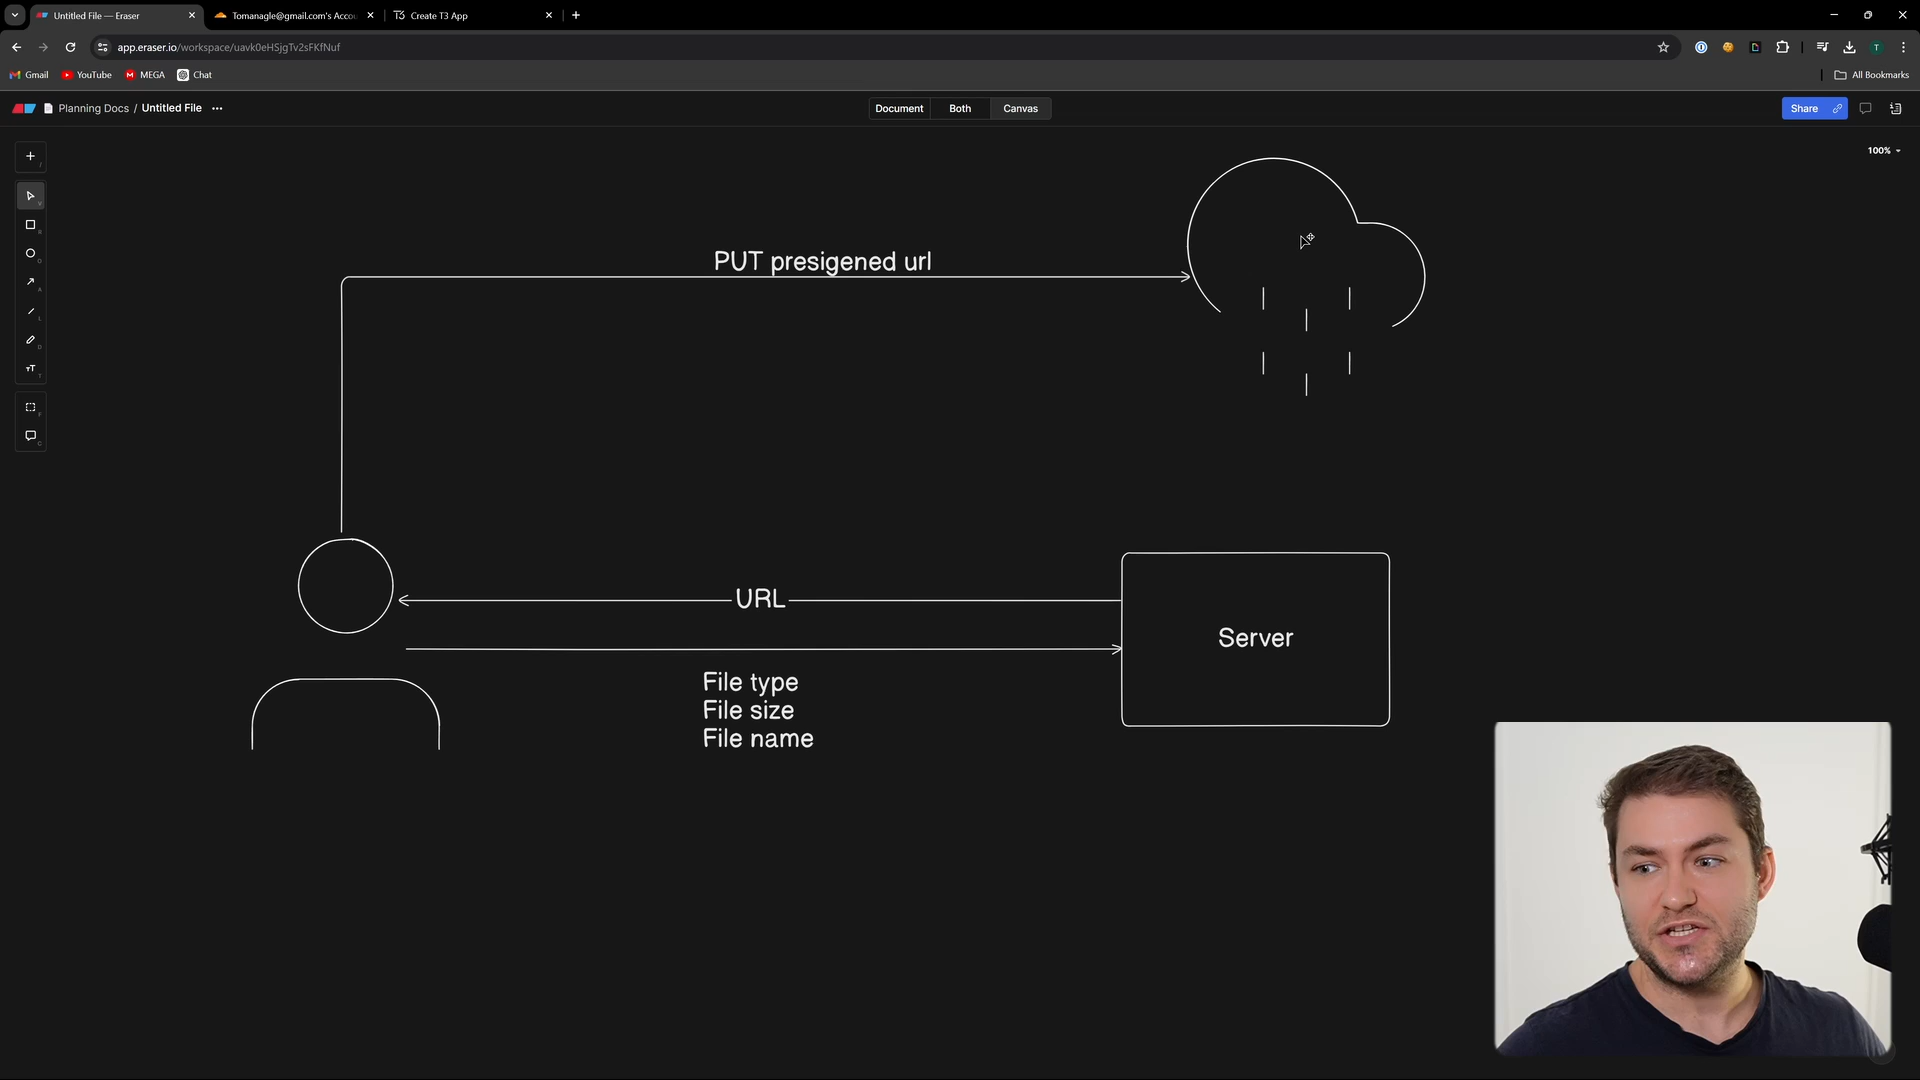 Untitled File — Eraser
Tomanagle@gmail.com's Accou
T3 Create T3 App
app.eraser.io/workspace/uavk0eHSjgTv2sFKfNuf
T
Gmail
YouTube
M MEGA
Chat
All Bookmarks
Planning Docs / Untitled File ...
Document
Both
Canvas
Share
100%
PUT presigened url
URL
Server
File type
File size
File name